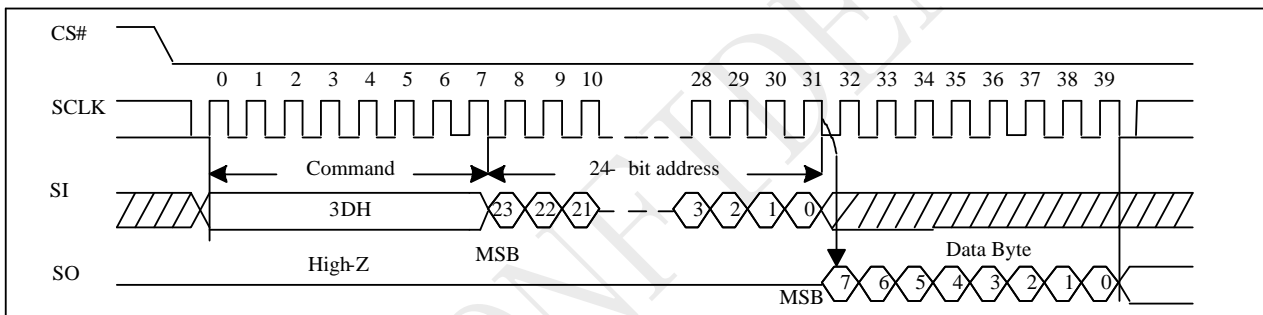 CS#
0 1 2 3 4 5 6 7 8 9 10 28 29 30 31 32 33 34 35 36 37 38 39
SCLK
Command 24- bit address
SI
3DH 23 22 21 3 2 1 0
MSB
High-Z Data Byte
SO
MSB 7 6 5 4 3 2 1 0